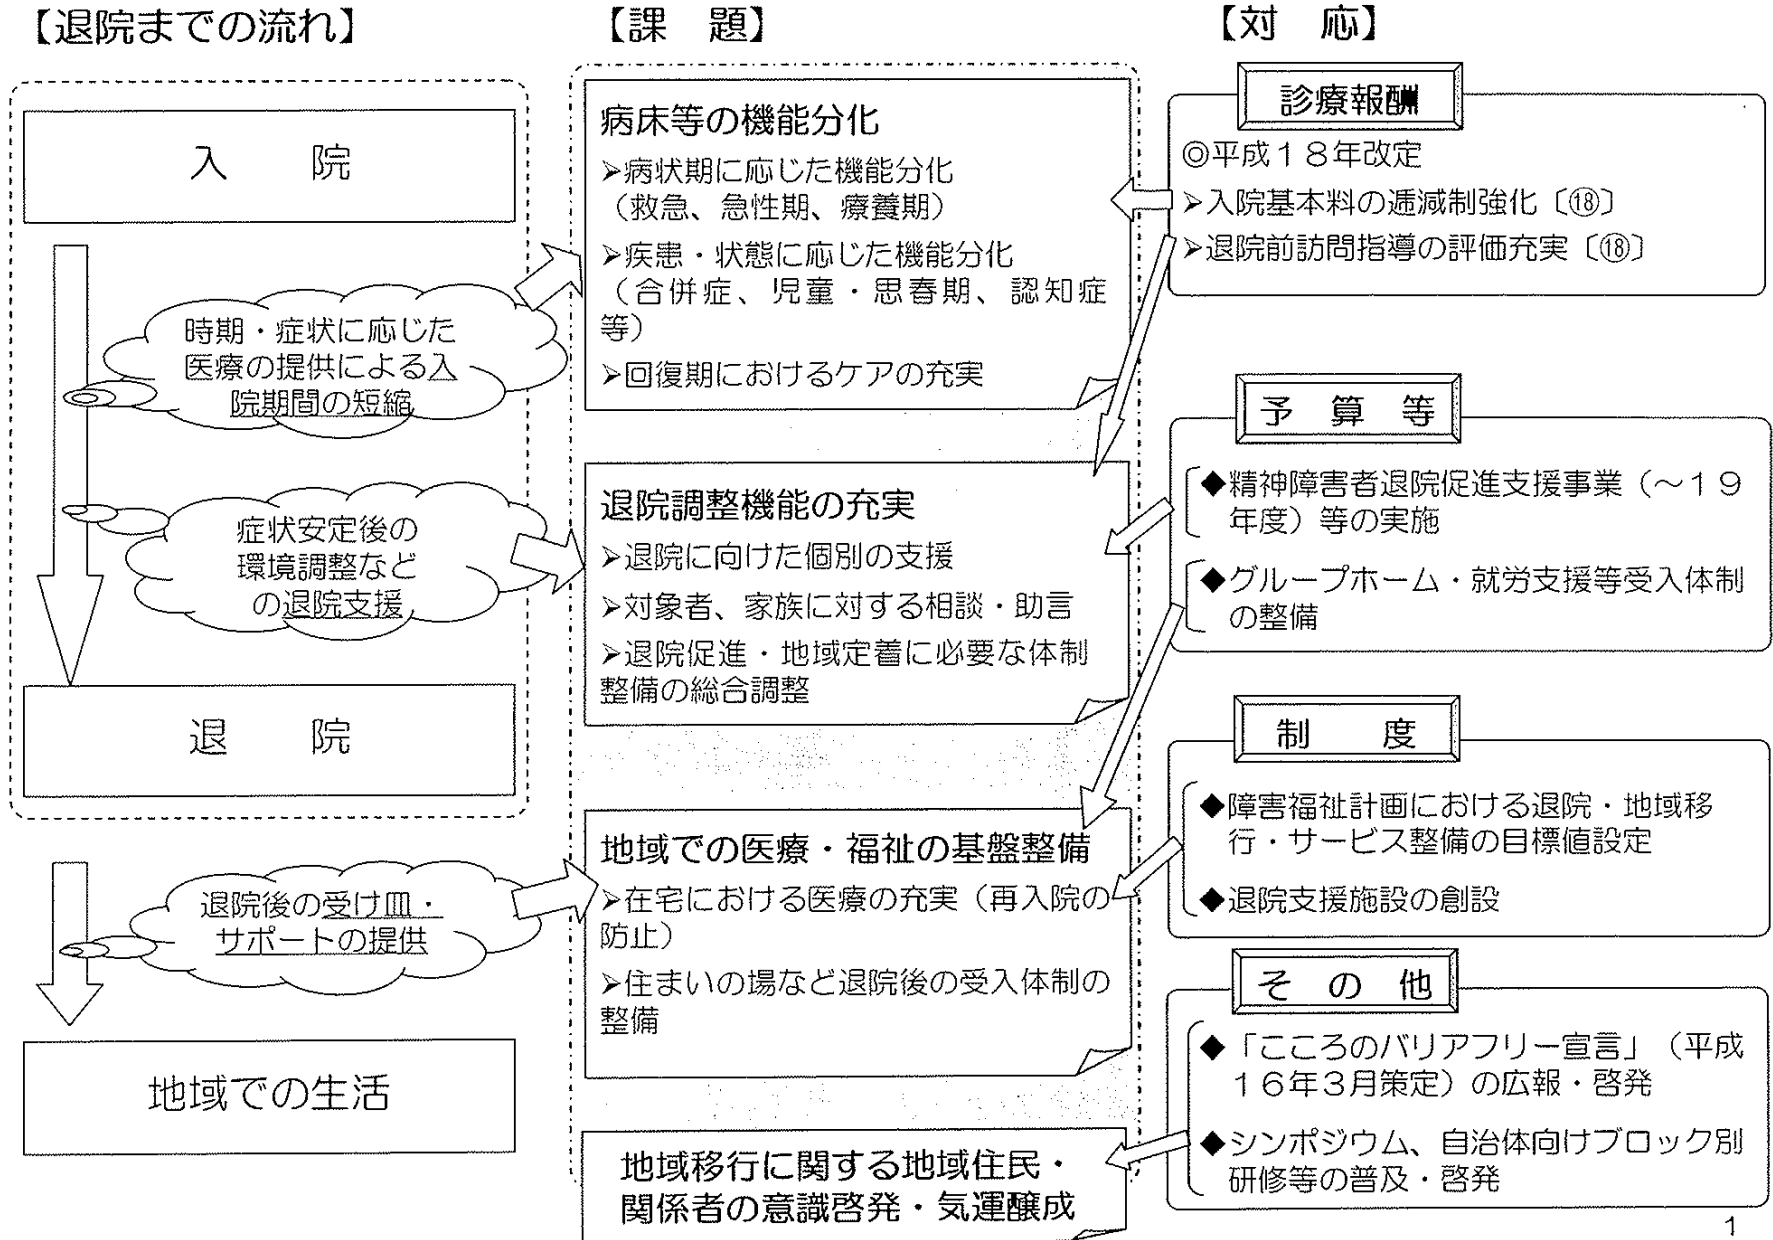 【退院までの流れ】
入　院
時期・症状に応じた
医療の提供による入
院期間の短縮
症状安定後の
環境調整など
の退院支援
退　院
退院後の受け皿・
サポートの提供
地域での生活
【課　題】
病床等の機能分化
➢病状期に応じた機能分化
（救急、急性期、療養期）
➢疾患・状態に応じた機能分化
（合併症、児童・思春期、認知症
等）
➢回復期におけるケアの充実
退院調整機能の充実
➢退院に向けた個別の支援
➢対象者、家族に対する相談・助言
➢退院促進・地域定着に必要な体制
整備の総合調整
地域での医療・福祉の基盤整備
➢在宅における医療の充実（再入院の
防止）
➢住まいの場など退院後の受入体制の
整備
地域移行に関する地域住民・
関係者の意識啓発・気運醸成
【対　応】
診療報酬
◎平成１８年改定
➢入院基本料の逓減制強化〔⑱〕
➢退院前訪問指導の評価充実〔⑱〕
予　算　等
◆精神障害者退院促進支援事業（～１９
年度）等の実施
◆グループホーム・就労支援等受入体制
の整備
制　度
◆障害福祉計画における退院・地域移
行・サービス整備の目標値設定
◆退院支援施設の創設
そ　の　他
◆「こころのバリアフリー宣言」（平成
１６年３月策定）の広報・啓発
◆シンポジウム、自治体向けブロック別
研修等の普及・啓発
1